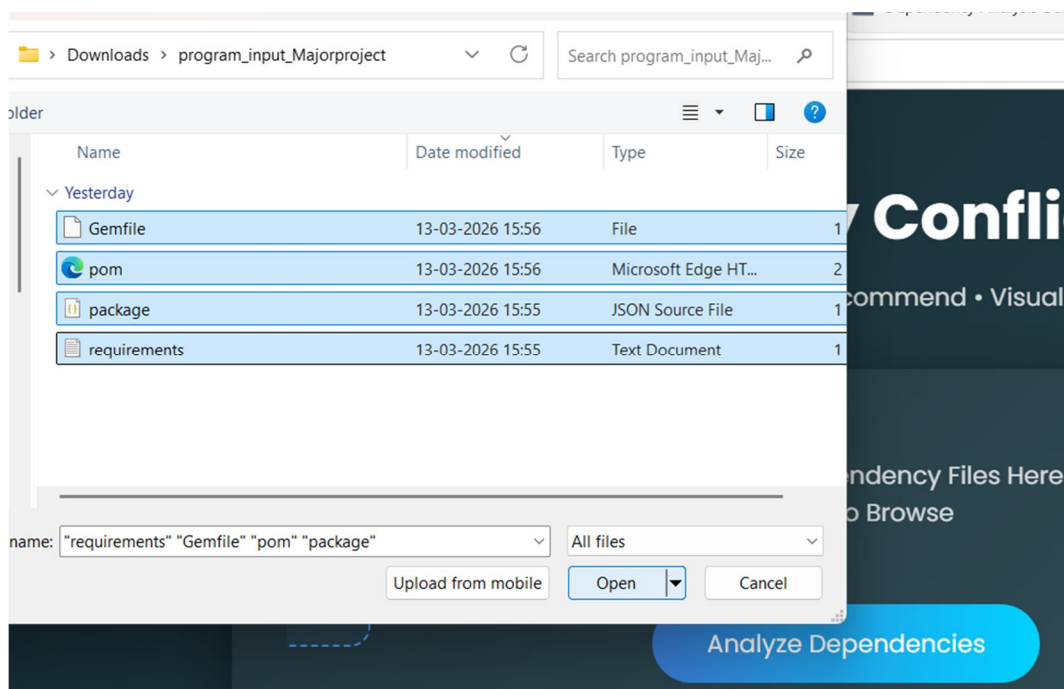 Downloads > program_input_Majorproject
Search program_input_Maj...
older
Name Date modified Type Size
Yesterday
Gemfile 13-03-2026 15:56 File 1
pom 13-03-2026 15:56 Microsoft Edge HT... 2
package 13-03-2026 15:55 JSON Source File 1
requirements 13-03-2026 15:55 Text Document 1
name: "requirements" "Gemfile" "pom" "package"
All files
Upload from mobile
Open
Cancel
y Confli
commend • Visual
ndency Files Here
o Browse
Analyze Dependencies